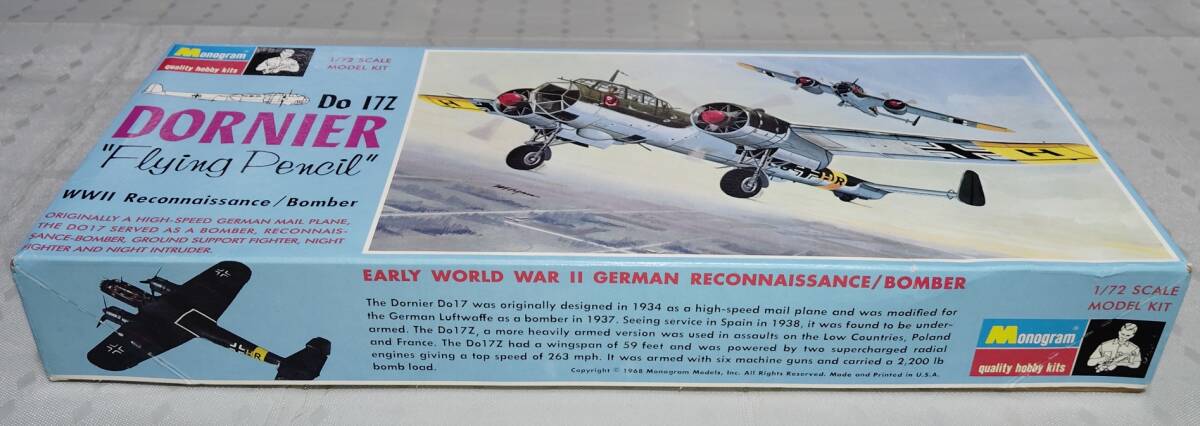 Monogram
quality hobby kits
1/72 SCALE
MODEL KIT
Do 17Z
DORNIER
"Flying Pencil"
WWII Reconnaissance/Bomber
ORIGINALLY A HIGH-SPEED GERMAN MAIL PLANE,
THE DO17 SERVED AS A BOMBER, RECONNAIS-
SANCE-BOMBER, GROUND SUPPORT FIGHTER, NIGHT
FIGHTER AND NIGHT INTRUDER.
H
H
HR
EARLY WORLD WAR II GERMAN RECONNAISSANCE/BOMBER
The Dornier Do17 was originally designed in 1934 as a high-speed mail plane and was modified for
the German Luftwaffe as a bomber in 1937. Seeing service in Spain in 1938, it was found to be under-
armed. The Do17Z, a more heavily armed version was used in assaults on the Low Countries, Poland
and France. The Do17Z had a wingspan of 59 feet and was powered by two supercharged radial
engines giving a top speed of 263 mph. It was armed with six machine guns and carried a 2,200 lb
bomb load.
Copyright © 1968 Monogram Models, Inc. All Rights Reserved. Made and Printed in U.S.A.
1/72 SCALE
MODEL KIT
Monogram
quality hobby kits